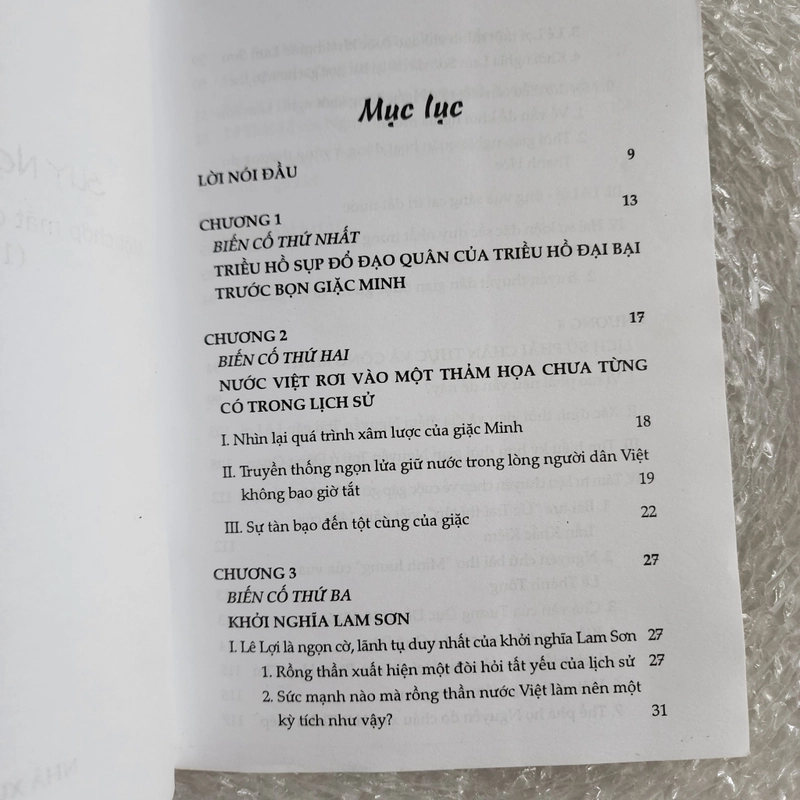 Mục lục
LỜI NÓI ĐẦU 9
CHƯƠNG 1 13
BIẾN CỐ THỨ NHẤT
TRIỀU HỒ SỤP ĐỔ ĐẠO QUÂN CỦA TRIỀU HỒ ĐẠI BẠI
TRƯỚC BỌN GIẶC MINH
CHƯƠNG 2 17
BIẾN CỐ THỨ HAI
NƯỚC VIỆT RƠI VÀO MỘT THẢM HỌA CHƯA TỪNG
CÓ TRONG LỊCH SỬ
I. Nhìn lại quá trình xâm lược của giặc Minh 18
II. Truyền thống ngọn lửa giữ nước trong lòng người dân Việt
không bao giờ tắt 19
III. Sự tàn bạo đến tột cùng của giặc 22
CHƯƠNG 3 27
BIẾN CỐ THỨ BA
KHỞI NGHĨA LAM SƠN
I. Lê Lợi là ngọn cờ, lãnh tụ duy nhất của khởi nghĩa Lam Sơn 27
1. Rồng thần xuất hiện một đòi hỏi tất yếu của lịch sử 27
2. Sức mạnh nào mà rồng thần nước Việt làm nên một
kỳ tích như vậy? 31